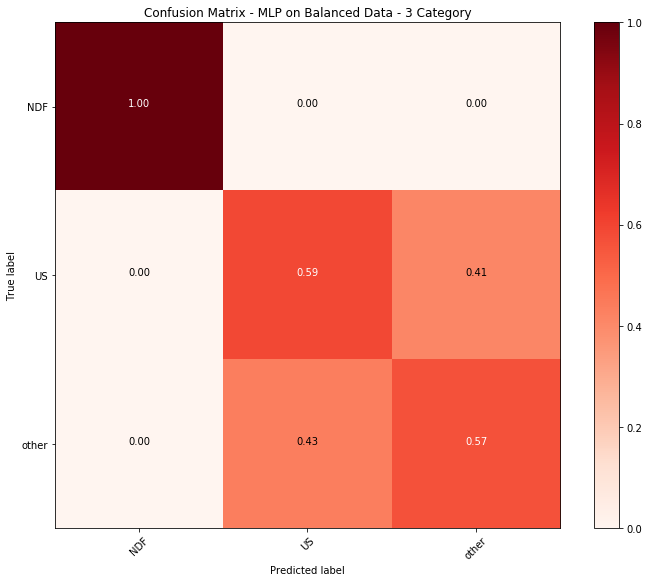 Confusion Matrix - MLP on Balanced Data - 3 Category
NDF
1.00
0.00
0.00
US
0.00
0.59
0.41
other
0.00
0.43
0.57
True label
NDF
US
other
Predicted label
1.0
0.8
0.6
0.4
0.2
0.0